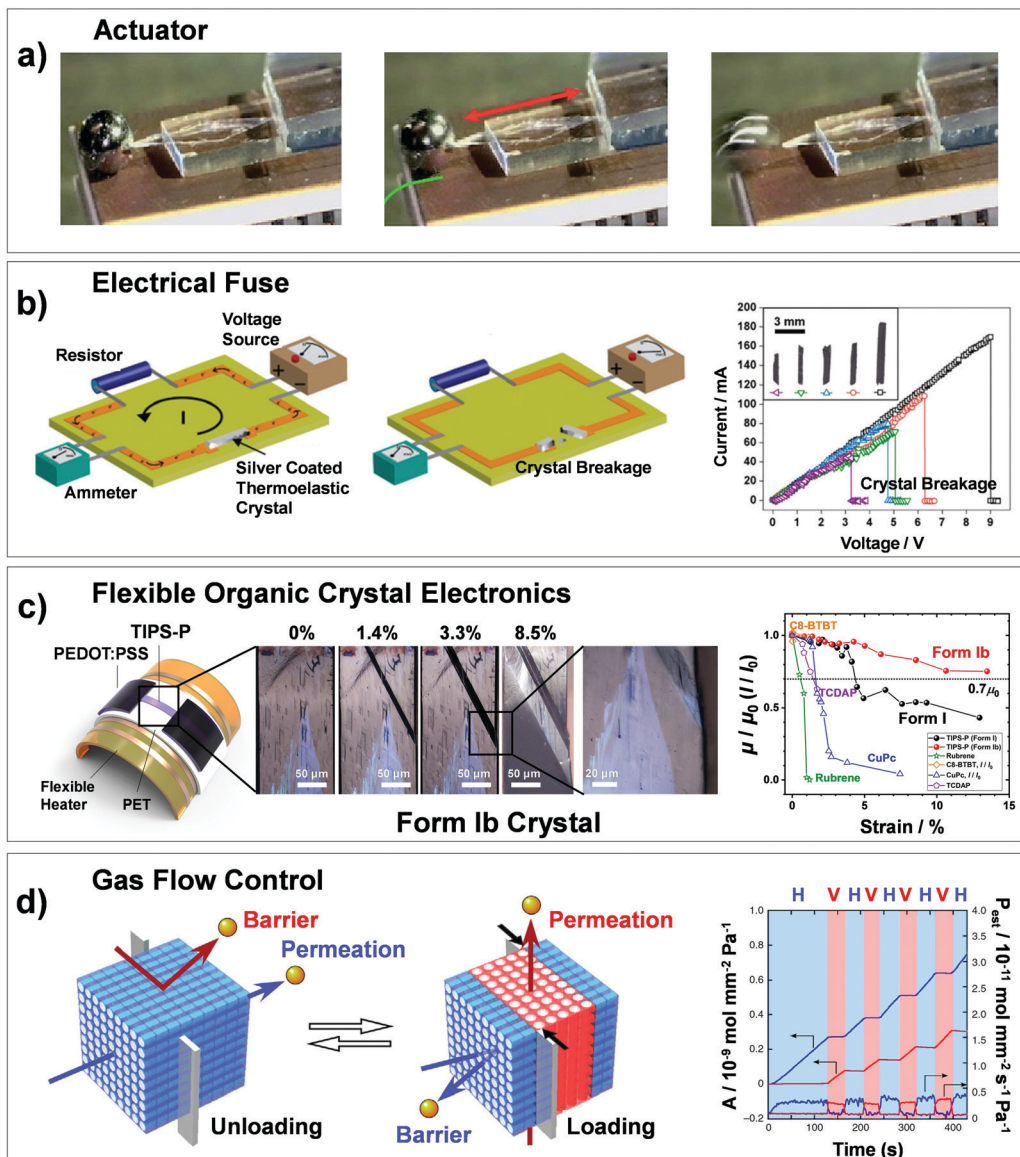 a)
Actuator
b)
Electrical Fuse
Resistor
Voltage
Source
+
−
I
Ammeter
Silver Coated
Thermoelastic
Crystal
Crystal Breakage
Current / mA
200
180
160
140
120
100
80
60
40
20
0
3 mm
Crystal Breakage
0 1 2 3 4 5 6 7 8 9 10
Voltage / V
c)
Flexible Organic Crystal Electronics
TIPS-P
PEDOT:PSS
Flexible
Heater
PET
0% 1.4% 3.3% 8.5%
50 μm 50 μm 50 μm 50 μm 20 μm
Form Ib Crystal
μ / μ0 (I / I0)
1.0
0.5
0.0
C8-BTBT
Form Ib
0.7μ0
TCDAP
Form I
CuPc
Rubrene
TIPS-P (Form I)
TIPS-P (Form Ib)
Rubrene
C8-BTBT, I / I0
CuPc, I / I0
TCDAP
0 5 10 15
Strain / %
d)
Gas Flow Control
Barrier
Permeation
Unloading
Permeation
Barrier
Loading
H V H V H V H V H
A / 10-9 mol mm-2 Pa-1
1.0
0.8
0.6
0.4
0.2
0
−0.2
4.0
3.5
3.0
2.5
2.0
1.5
1.0
0.5
0
Pest / 10-11 mol mm-2 s-1 Pa-1
0 100 200 300 400
Time (s)